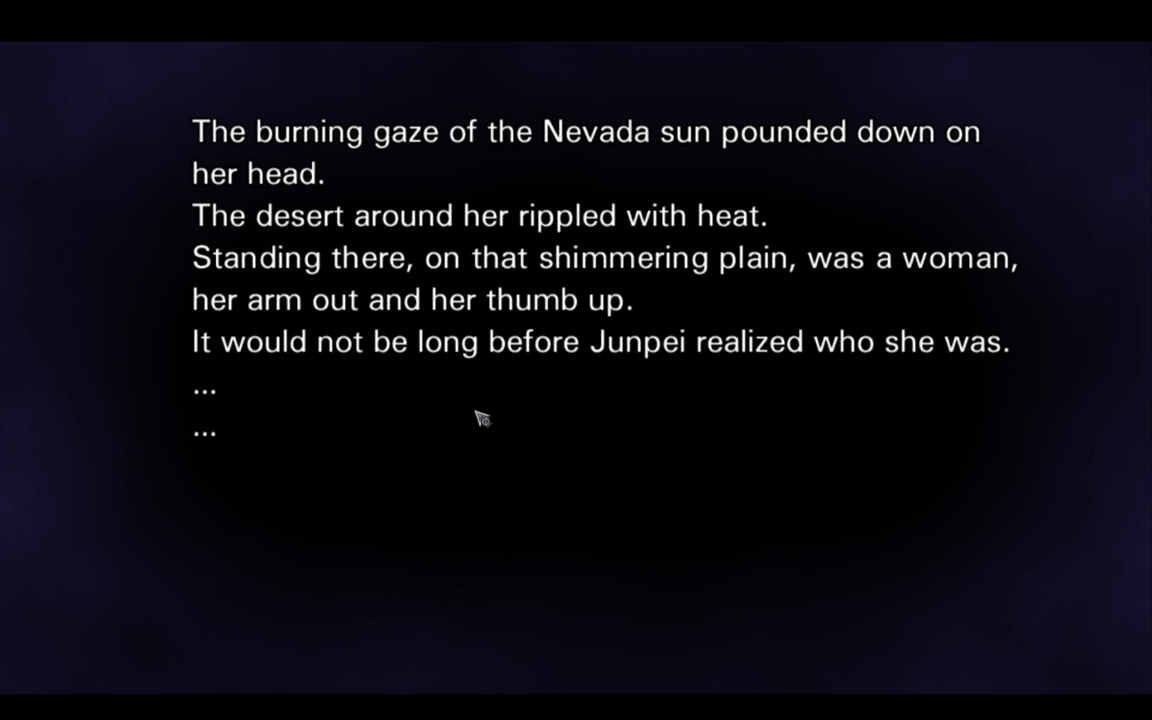 The burning gaze of the Nevada sun pounded down on
her head.
The desert around her rippled with heat.
Standing there, on that shimmering plain, was a woman,
her arm out and her thumb up.
It would not be long before Junpei realized who she was.
...
...